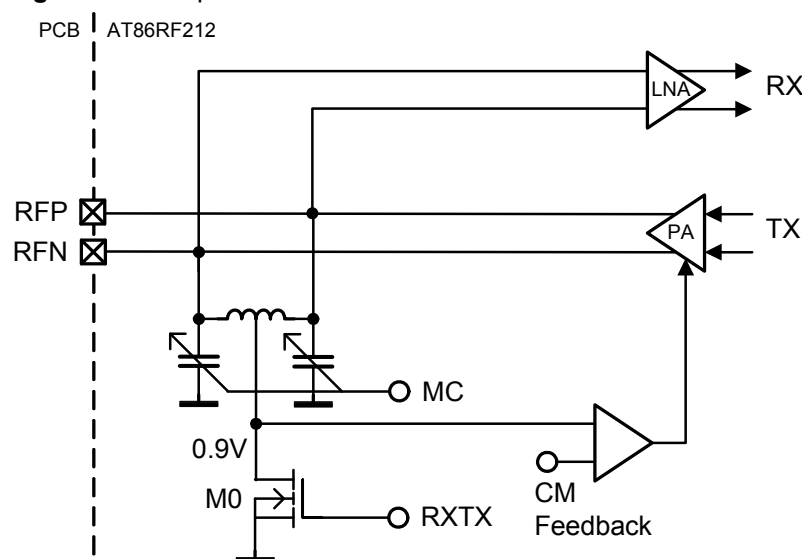 PCB AT86RF212
LNA
RX
RFP
RFN
PA
TX
MC
0.9V
M0
RXTX
CM
Feedback